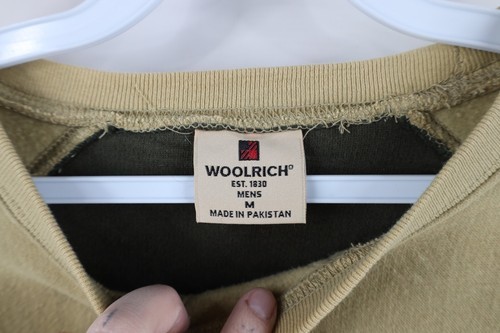 WOOLRICH®
EST. 1830
MENS
M
MADE IN PAKISTAN